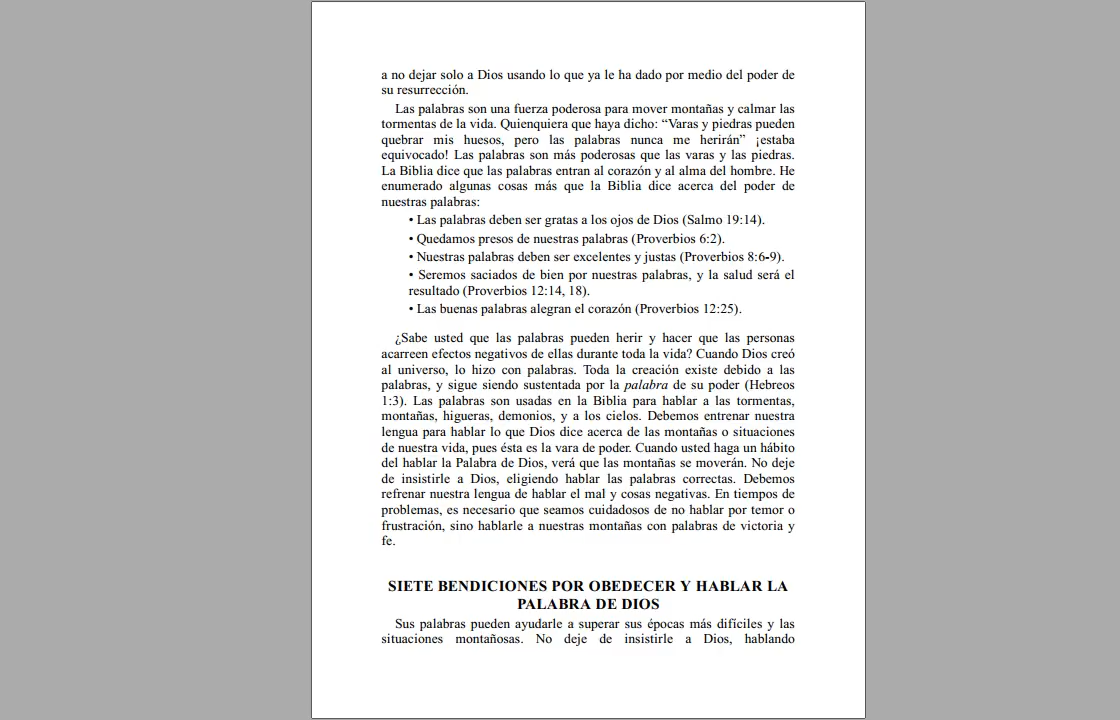 a no dejar solo a Dios usando lo que ya le ha dado por medio del poder de
su resurrección.
Las palabras son una fuerza poderosa para mover montañas y calmar las
tormentas de la vida. Quienquiera que haya dicho: “Varas y piedras pueden
quebrar mis huesos, pero las palabras nunca me herirán” ¡estaba
equivocado! Las palabras son más poderosas que las varas y las piedras.
La Biblia dice que las palabras entran al corazón y al alma del hombre. He
enumerado algunas cosas más que la Biblia dice acerca del poder de
nuestras palabras:
• Las palabras deben ser gratas a los ojos de Dios (Salmo 19:14).
• Quedamos presos de nuestras palabras (Proverbios 6:2).
• Nuestras palabras deben ser excelentes y justas (Proverbios 8:6-9).
• Seremos saciados de bien por nuestras palabras, y la salud será el
resultado (Proverbios 12:14, 18).
• Las buenas palabras alegran el corazón (Proverbios 12:25).
¿Sabe usted que las palabras pueden herir y hacer que las personas
acarreen efectos negativos de ellas durante toda la vida? Cuando Dios creó
al universo, lo hizo con palabras. Toda la creación existe debido a las
palabras, y sigue siendo sustentada por la palabra de su poder (Hebreos
1:3). Las palabras son usadas en la Biblia para hablar a las tormentas,
montañas, higueras, demonios, y a los cielos. Debemos entrenar nuestra
lengua para hablar lo que Dios dice acerca de las montañas o situaciones
de nuestra vida, pues ésta es la vara de poder. Cuando usted haga un hábito
del hablar la Palabra de Dios, verá que las montañas se moverán. No deje
de insistirle a Dios, eligiendo hablar las palabras correctas. Debemos
refrenar nuestra lengua de hablar el mal y cosas negativas. En tiempos de
problemas, es necesario que seamos cuidadosos de no hablar por temor o
frustración, sino hablarle a nuestras montañas con palabras de victoria y
fe.
SIETE BENDICIONES POR OBEDECER Y HABLAR LA
PALABRA DE DIOS
Sus palabras pueden ayudarle a superar sus épocas más difíciles y las
situaciones montañosas. No deje de insistirle a Dios, hablando